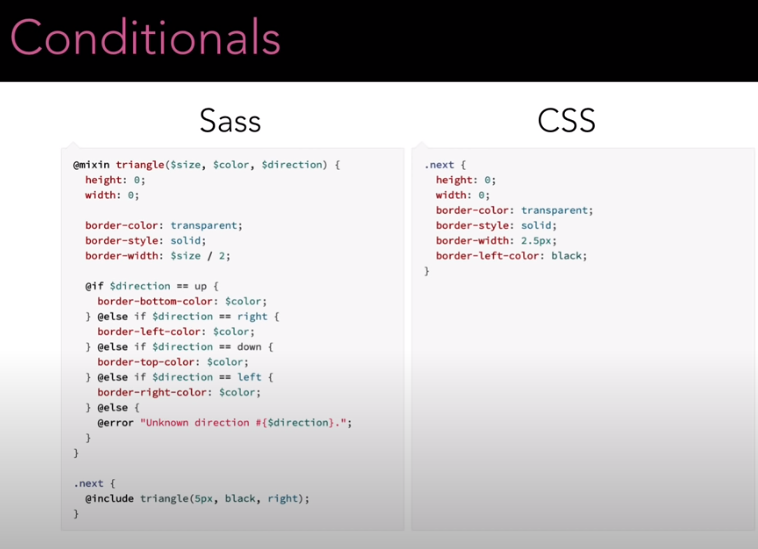 Conditionals
Sass
@mixin triangle($size, $color, $direction) {
  height: 0;
  width: 0;

  border-color: transparent;
  border-style: solid;
  border-width: $size / 2;

  @if $direction == up {
    border-bottom-color: $color;
  } @else if $direction == right {
    border-left-color: $color;
  } @else if $direction == down {
    border-top-color: $color;
  } @else if $direction == left {
    border-right-color: $color;
  } @else {
    @error "Unknown direction #{$direction}.";
  }
}

.next {
  @include triangle(5px, black, right);
}
CSS
.next {
  height: 0;
  width: 0;
  border-color: transparent;
  border-style: solid;
  border-width: 2.5px;
  border-left-color: black;
}